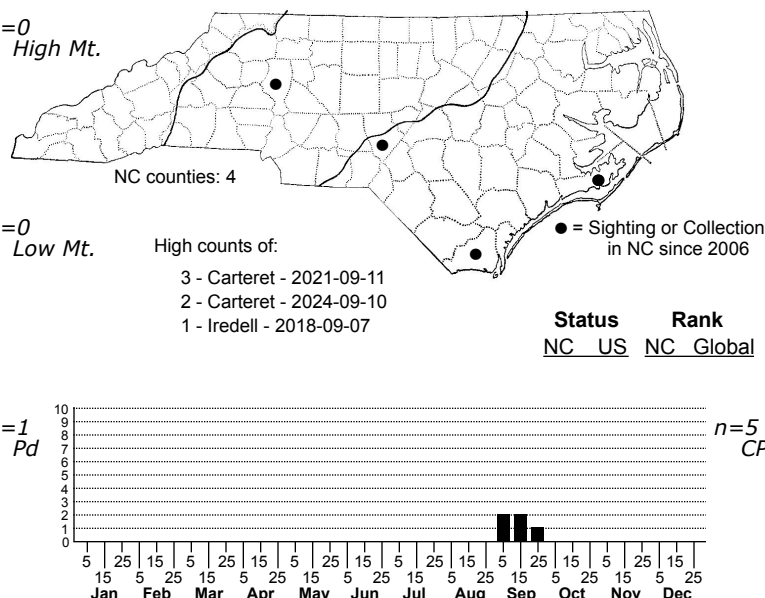 =0
High Mt.
NC counties: 4
=0
Low Mt.
High counts of:
3 - Carteret - 2021-09-11
2 - Carteret - 2024-09-10
1 - Iredell - 2018-09-07
● = Sighting or Collection
in NC since 2006
Status Rank
NC US NC Global
=1
Pd
n=5
CP
10
9
8
7
6
5
4
3
2
1
0
5 25 15 5 25 15 5 25 15 5 25 15 5 25 15 5 25 15
15 5 25 15 5 25 15 5 25 15 5 25 15 5 25 15 5 25
Jan Feb Mar Apr May Jun Jul Aug Sep Oct Nov Dec